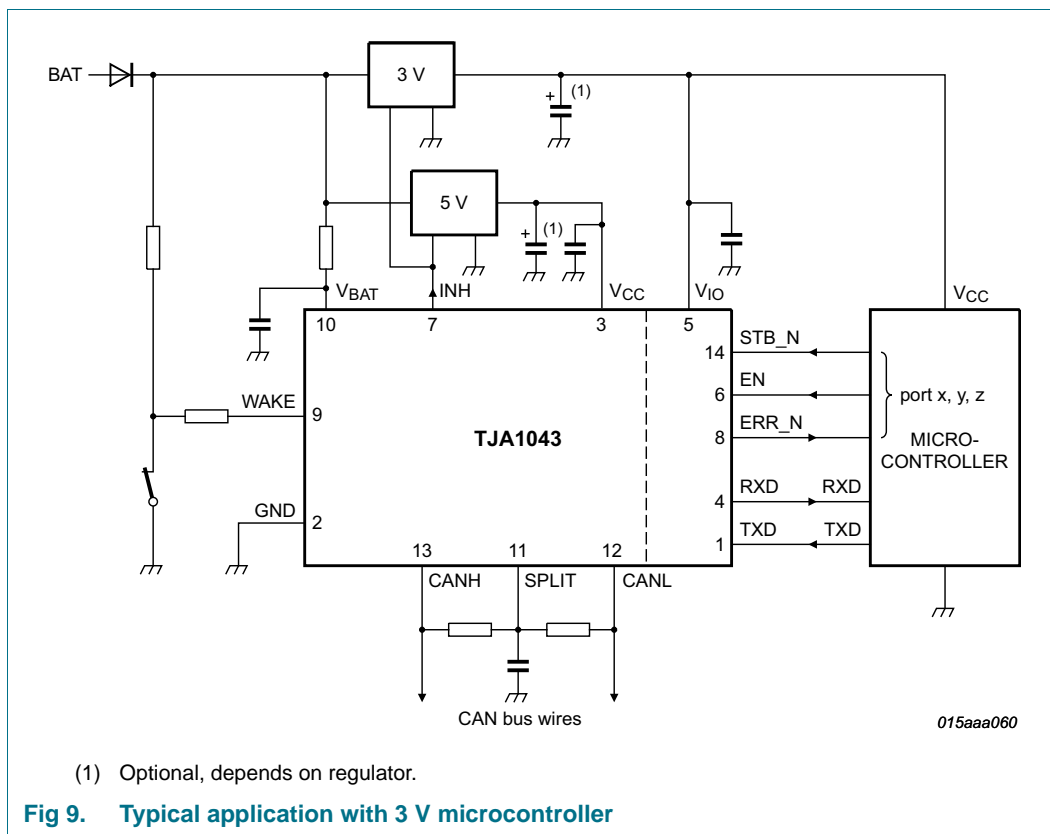 BAT
3 V
+ (1)
5 V
+ (1)
VBAT
INH
VCC
VIO
VCC
10
7
3
5
STB_N
14
EN
6
port x, y, z
ERR_N
8
WAKE
9
TJA1043
MICRO-
CONTROLLER
RXD
RXD
4
GND
2
TXD
TXD
1
13
11
12
CANH
SPLIT
CANL
CAN bus wires
015aaa060
(1) Optional, depends on regulator.
Fig 9. Typical application with 3 V microcontroller